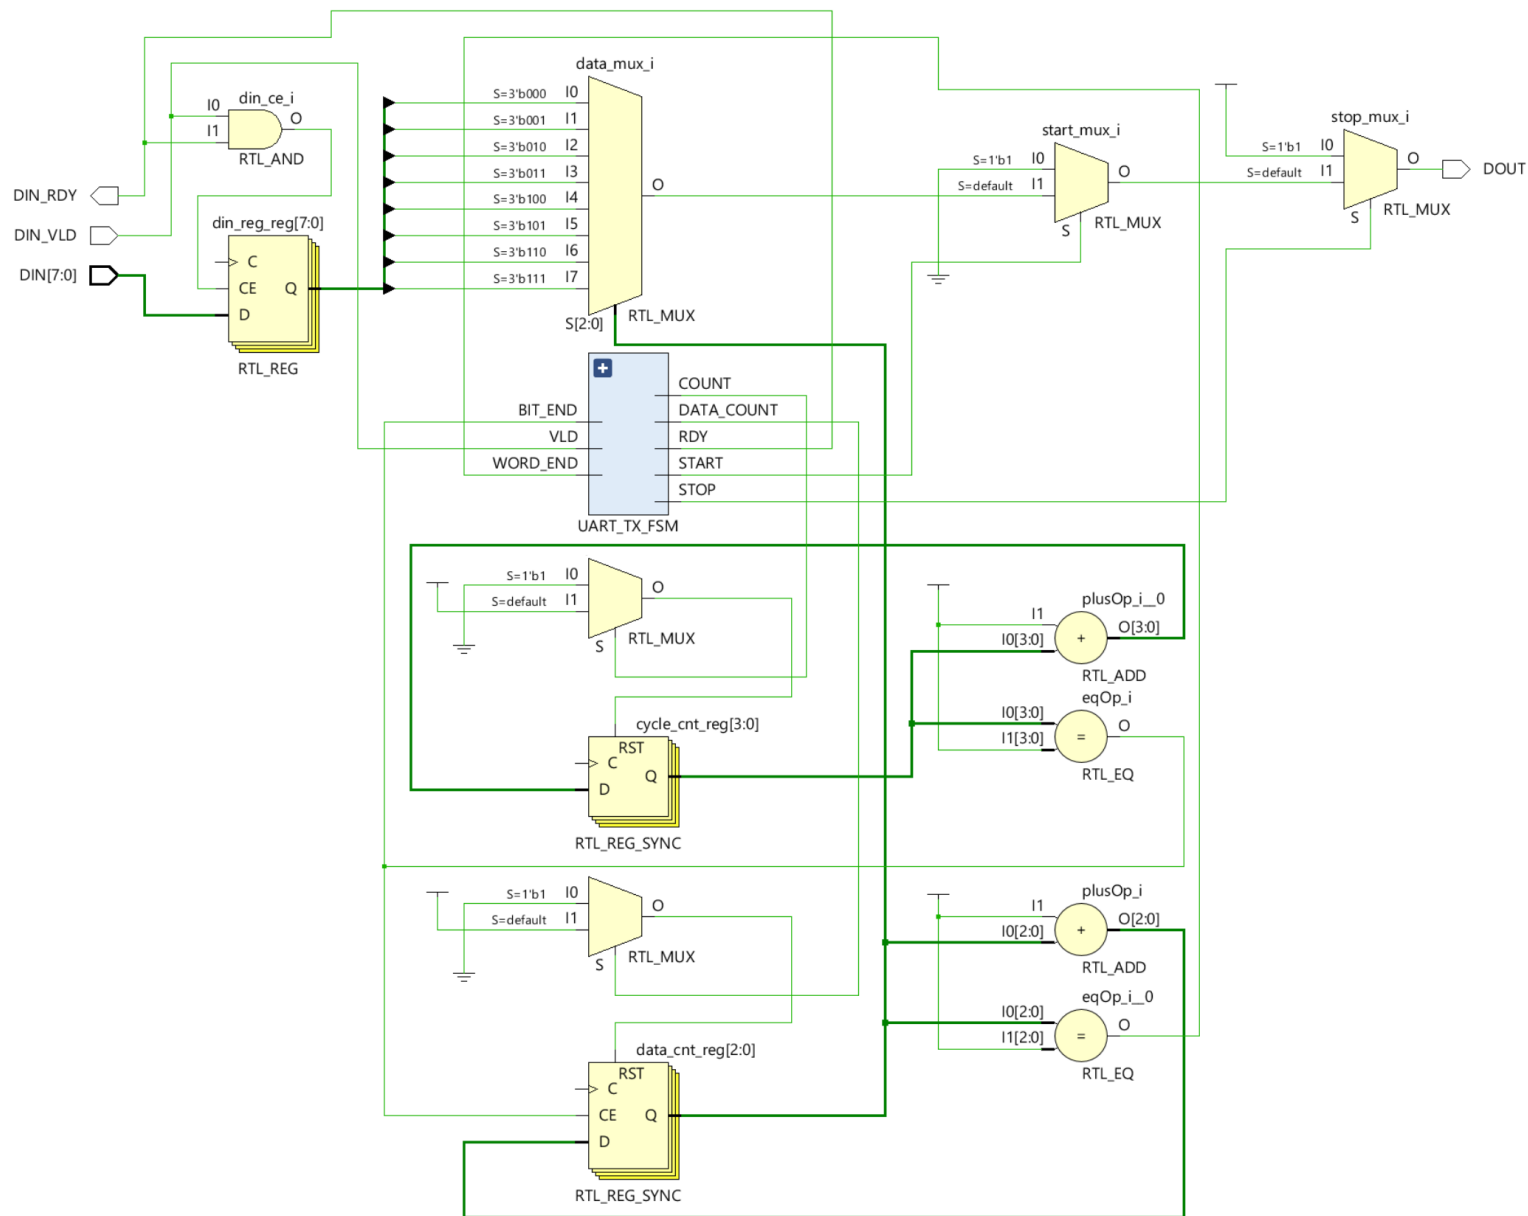 data_mux_i
din_ce_i
I0
I1
O
RTL_AND
DIN_RDY
DIN_VLD
DIN[7:0]
din_reg_reg[7:0]
C
CE
D
Q
RTL_REG
S=3'b000 I0
S=3'b001 I1
S=3'b010 I2
S=3'b011 I3
S=3'b100 I4
S=3'b101 I5
S=3'b110 I6
S=3'b111 I7
O
S[2:0]
RTL_MUX
start_mux_i
S=1'b1 I0
S=default I1
O
S
RTL_MUX
stop_mux_i
S=1'b1 I0
S=default I1
O
S
RTL_MUX
DOUT
BIT_END
VLD
WORD_END
COUNT
DATA_COUNT
RDY
START
STOP
UART_TX_FSM
S=1'b1 I0
S=default I1
O
S
RTL_MUX
plusOp_i__0
I1
I0[3:0]
+
O[3:0]
RTL_ADD
eqOp_i
I0[3:0]
I1[3:0]
=
O
RTL_EQ
cycle_cnt_reg[3:0]
RST
C
D
Q
RTL_REG_SYNC
S=1'b1 I0
S=default I1
O
S
RTL_MUX
plusOp_i
I1
I0[2:0]
+
O[2:0]
RTL_ADD
eqOp_i__0
I0[2:0]
I1[2:0]
=
O
RTL_EQ
data_cnt_reg[2:0]
RST
C
CE
D
Q
RTL_REG_SYNC